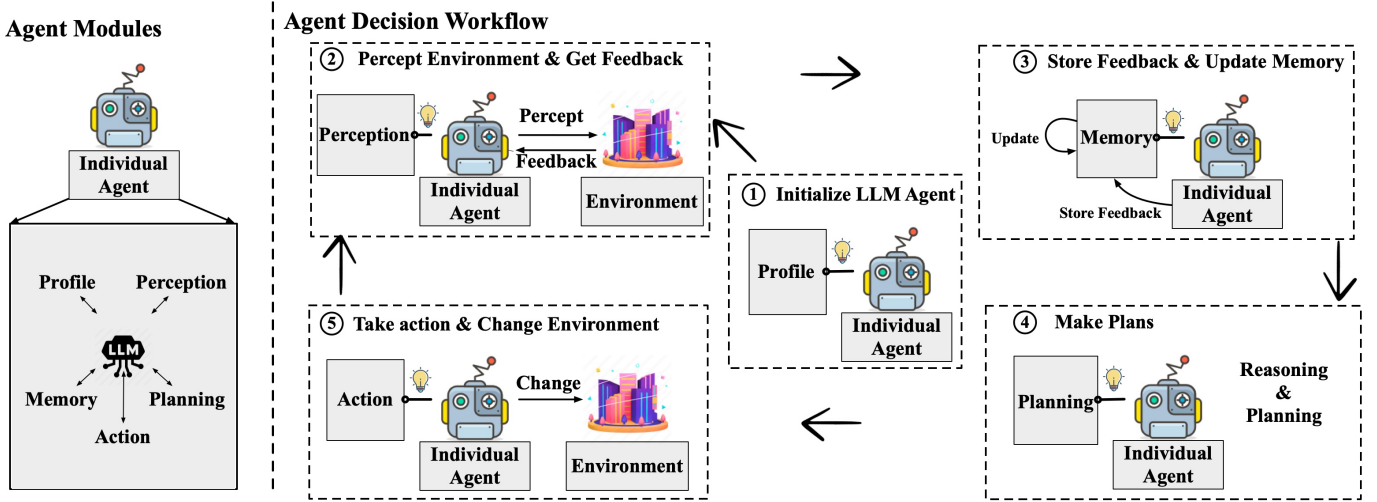 Agent Modules
Individual
Agent
Profile
Perception
LLM
Memory
Planning
Action
Agent Decision Workflow
② Percept Environment & Get Feedback
Perception
Percept
Feedback
Individual
Agent
Environment
① Initialize LLM Agent
Profile
Individual
Agent
③ Store Feedback & Update Memory
Update
Memory
Store Feedback
Individual
Agent
④ Make Plans
Planning
Individual
Agent
Reasoning
&
Planning
⑤ Take action & Change Environment
Action
Change
Individual
Agent
Environment